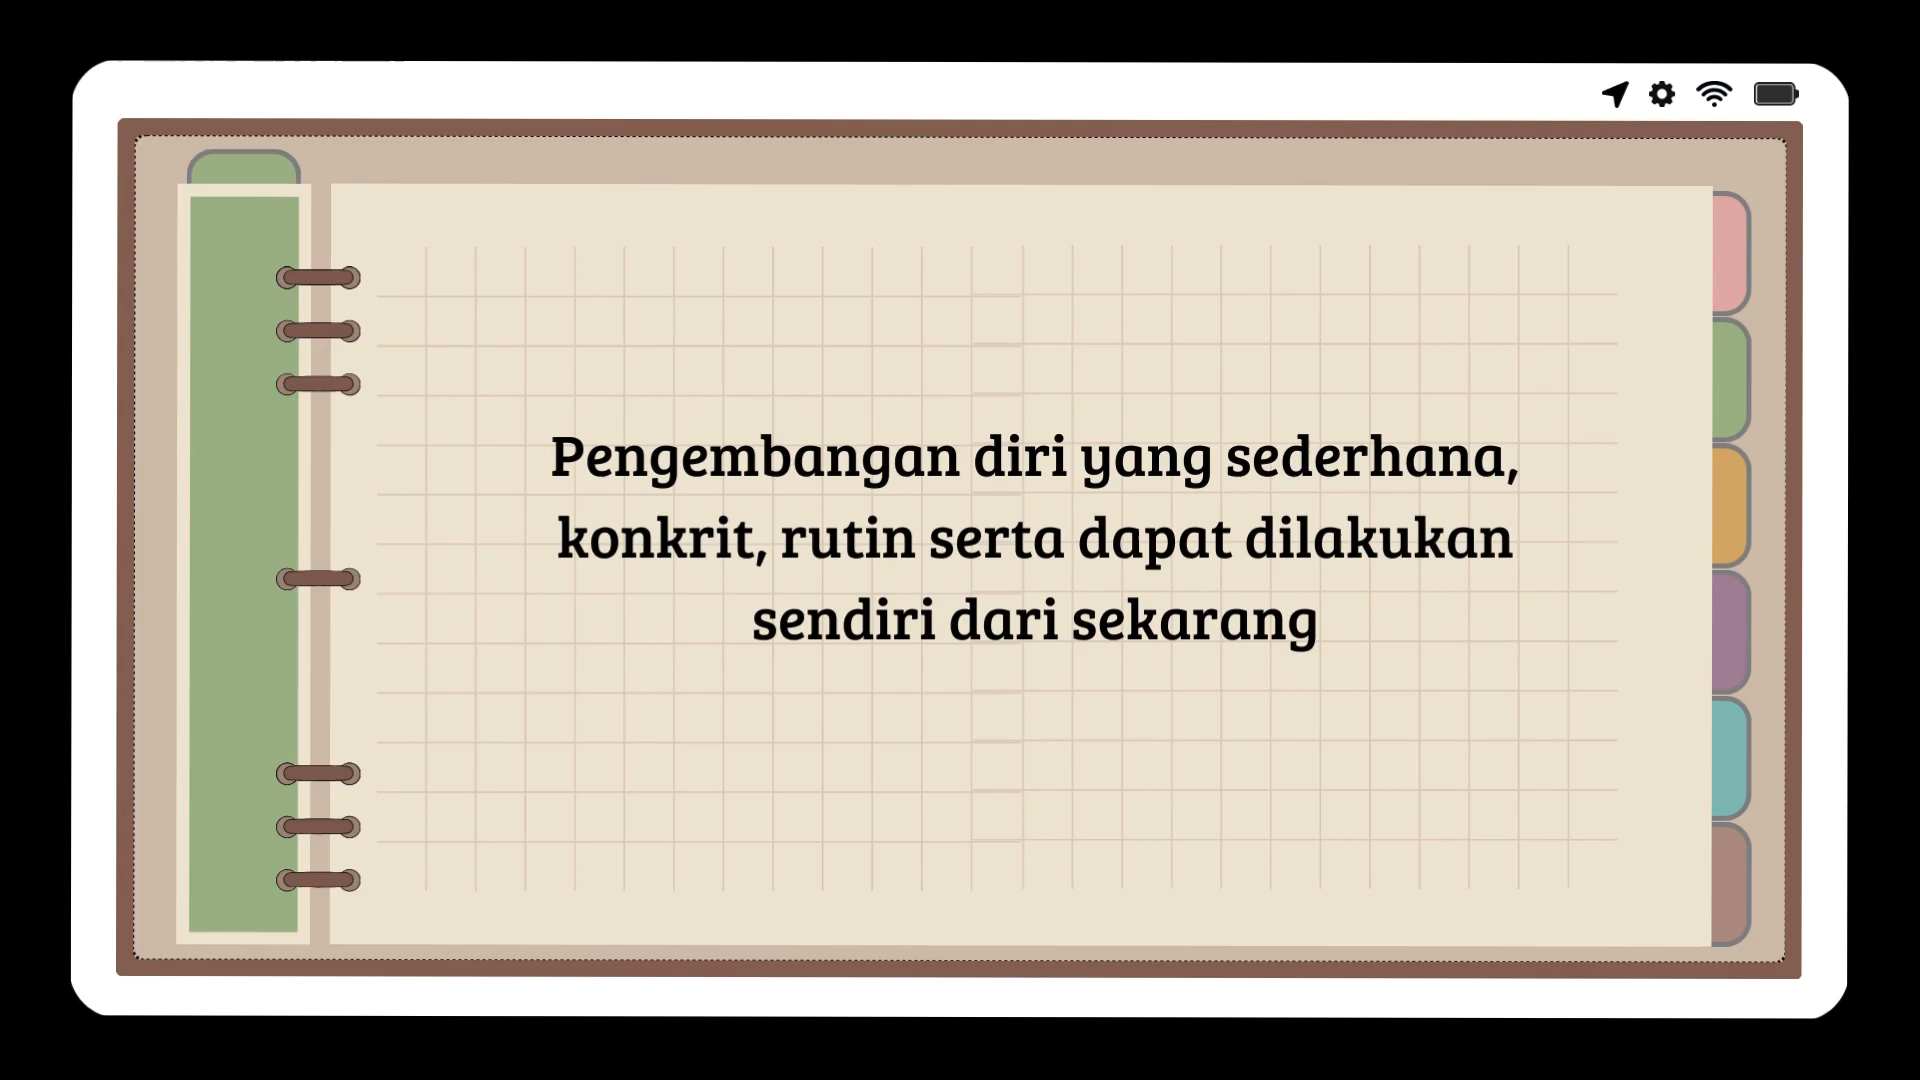 Pengembangan diri yang sederhana,
konkrit, rutin serta dapat dilakukan
sendiri dari sekarang